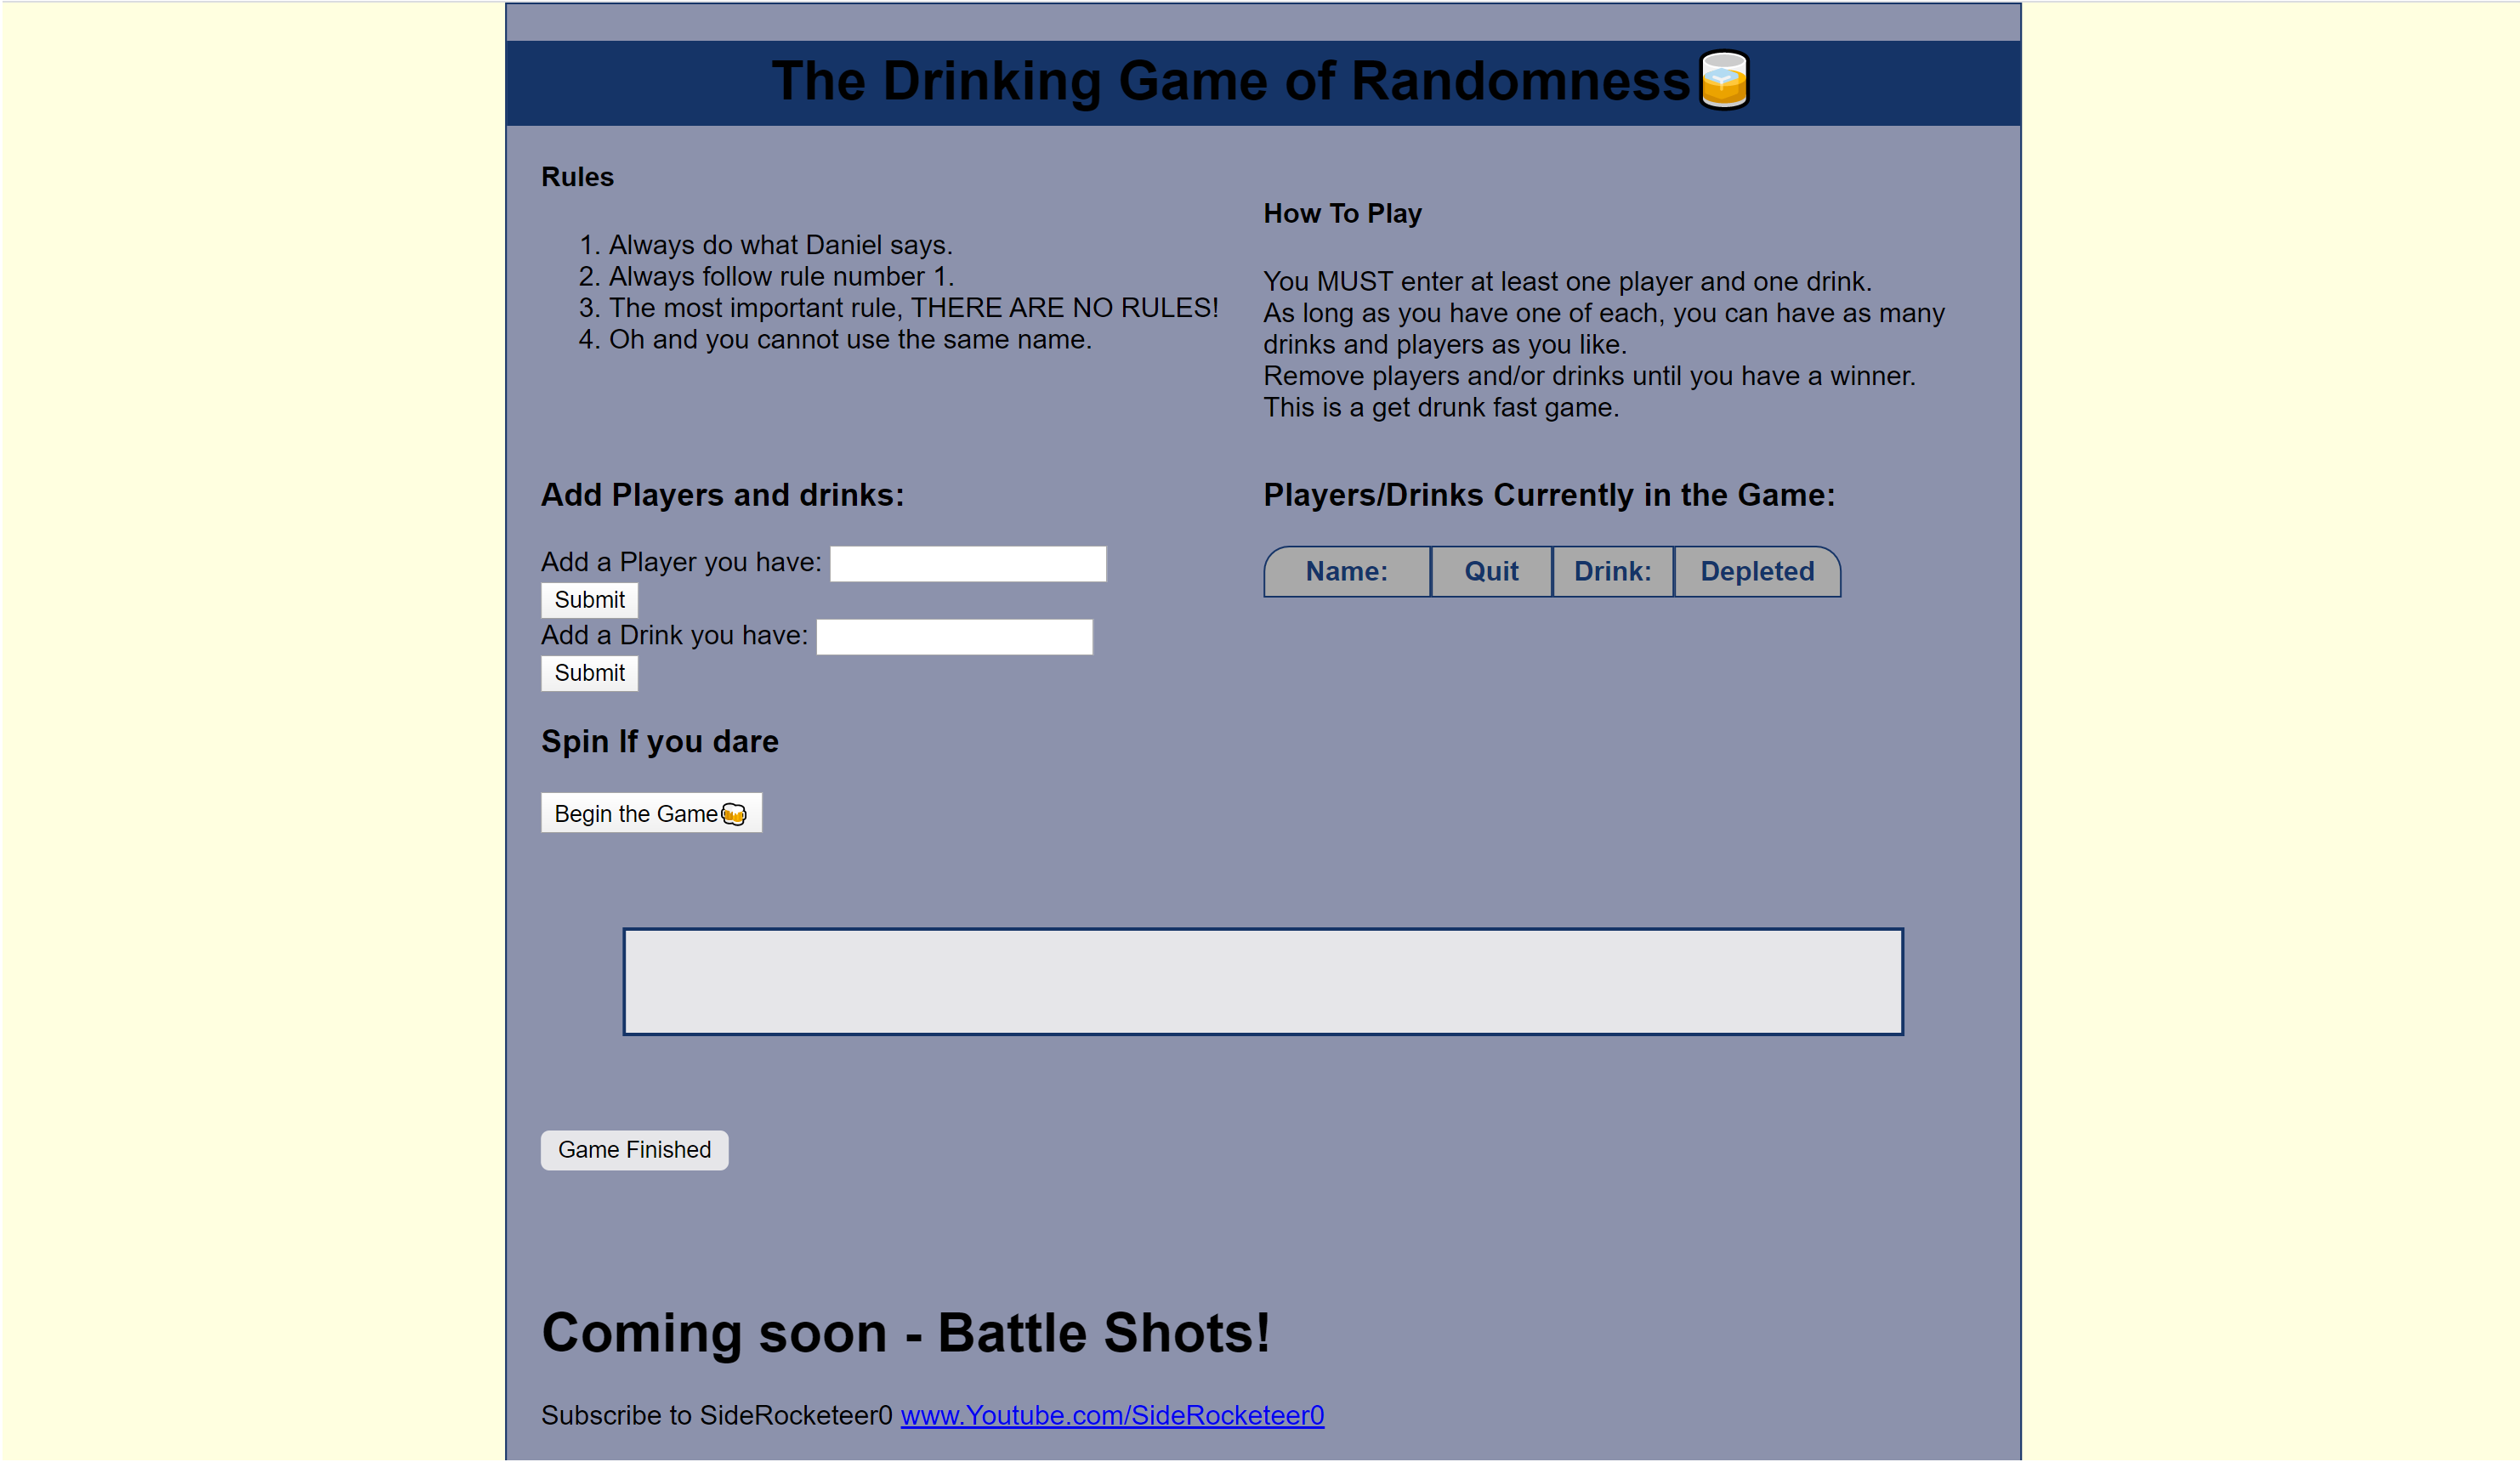 The Drinking Game of Randomness🥃
Rules
1. Always do what Daniel says.
2. Always follow rule number 1.
3. The most important rule, THERE ARE NO RULES!
4. Oh and you cannot use the same name.
How To Play
You MUST enter at least one player and one drink.
As long as you have one of each, you can have as many
drinks and players as you like.
Remove players and/or drinks until you have a winner.
This is a get drunk fast game.
Add Players and drinks:
Add a Player you have:
Submit
Add a Drink you have:
Submit
Players/Drinks Currently in the Game:
Name: Quit Drink: Depleted
Spin If you dare
Begin the Game🍻
Game Finished
Coming soon - Battle Shots!
Subscribe to SideRocketeer0 www.Youtube.com/SideRocketeer0